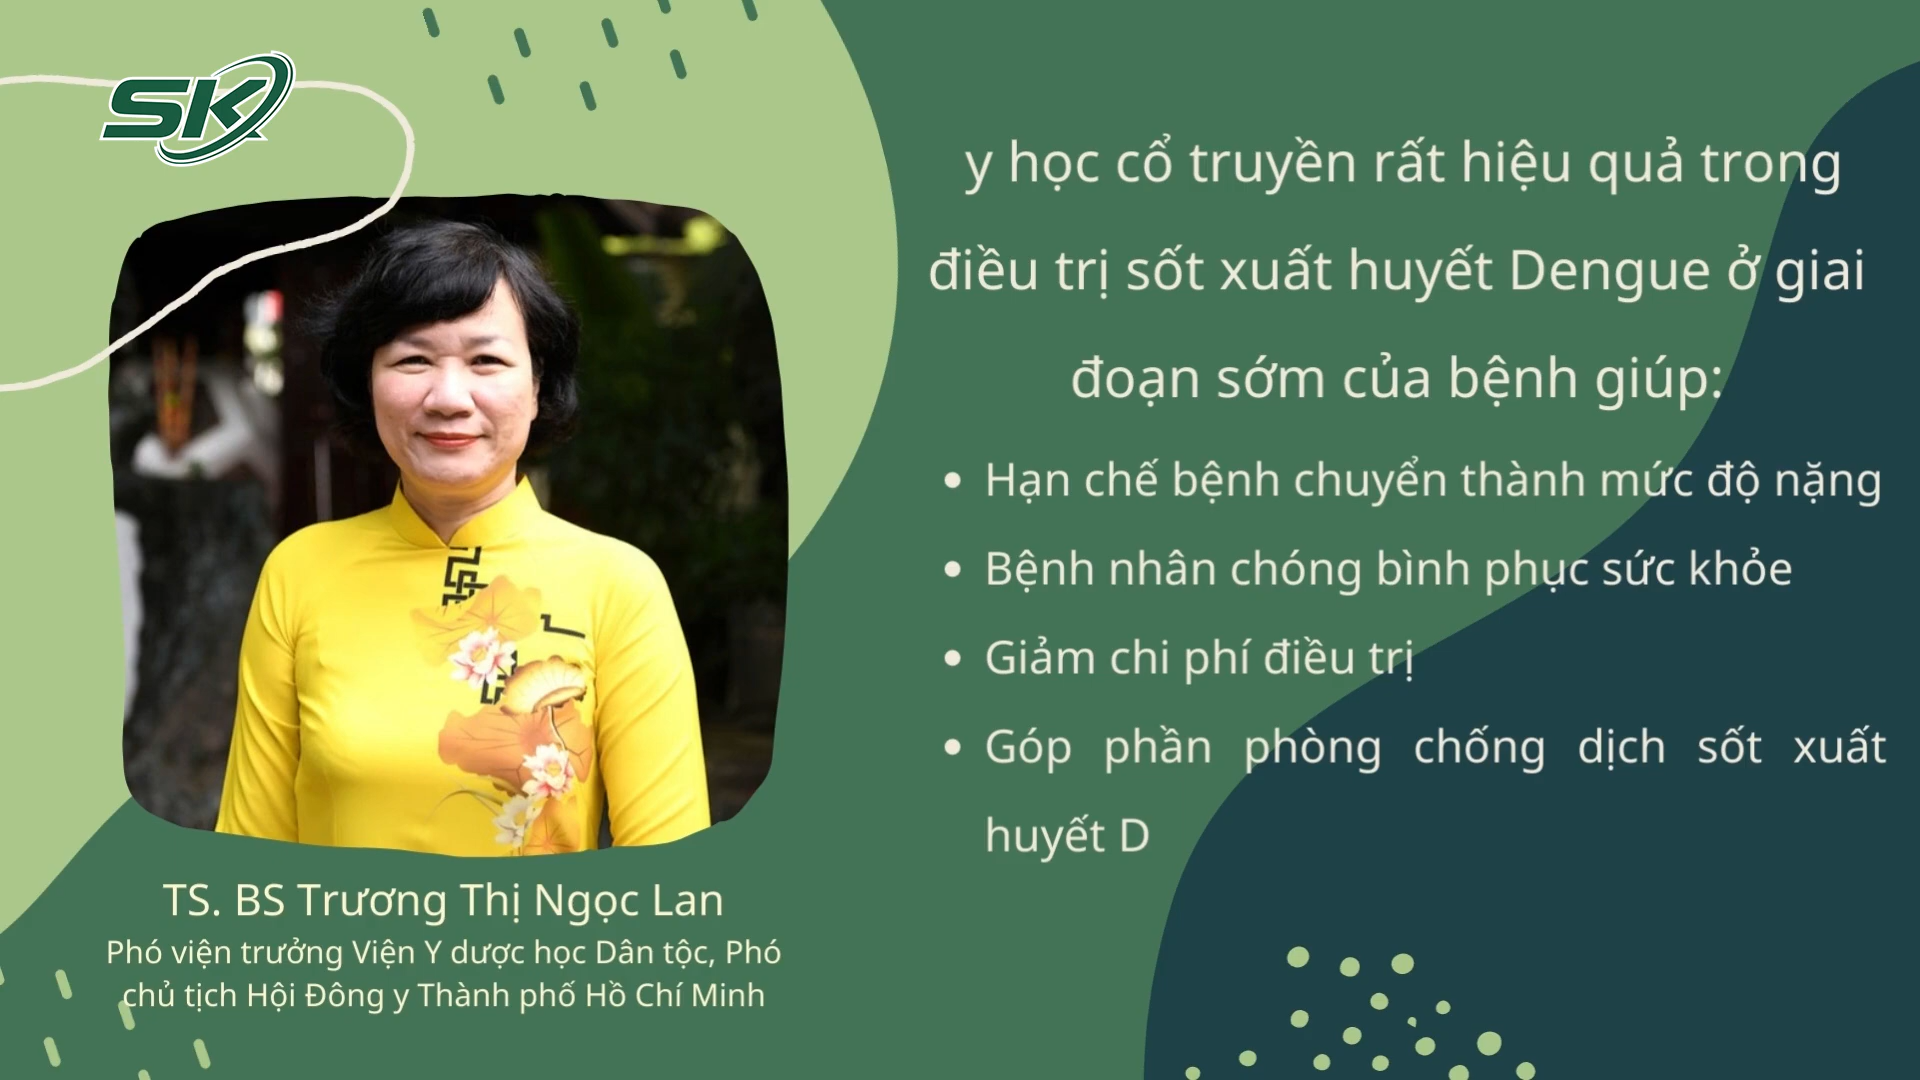 SK
y học cổ truyền rất hiệu quả trong
điều trị sốt xuất huyết Dengue ở giai
đoạn sớm của bệnh giúp:
• Hạn chế bệnh chuyển thành mức độ nặng
• Bệnh nhân chóng bình phục sức khỏe
• Giảm chi phí điều trị
• Góp phần phòng chống dịch sốt xuất
huyết D
TS. BS Trương Thị Ngọc Lan
Phó viện trưởng Viện Y dược học Dân tộc, Phó
chủ tịch Hội Đông y Thành phố Hồ Chí Minh